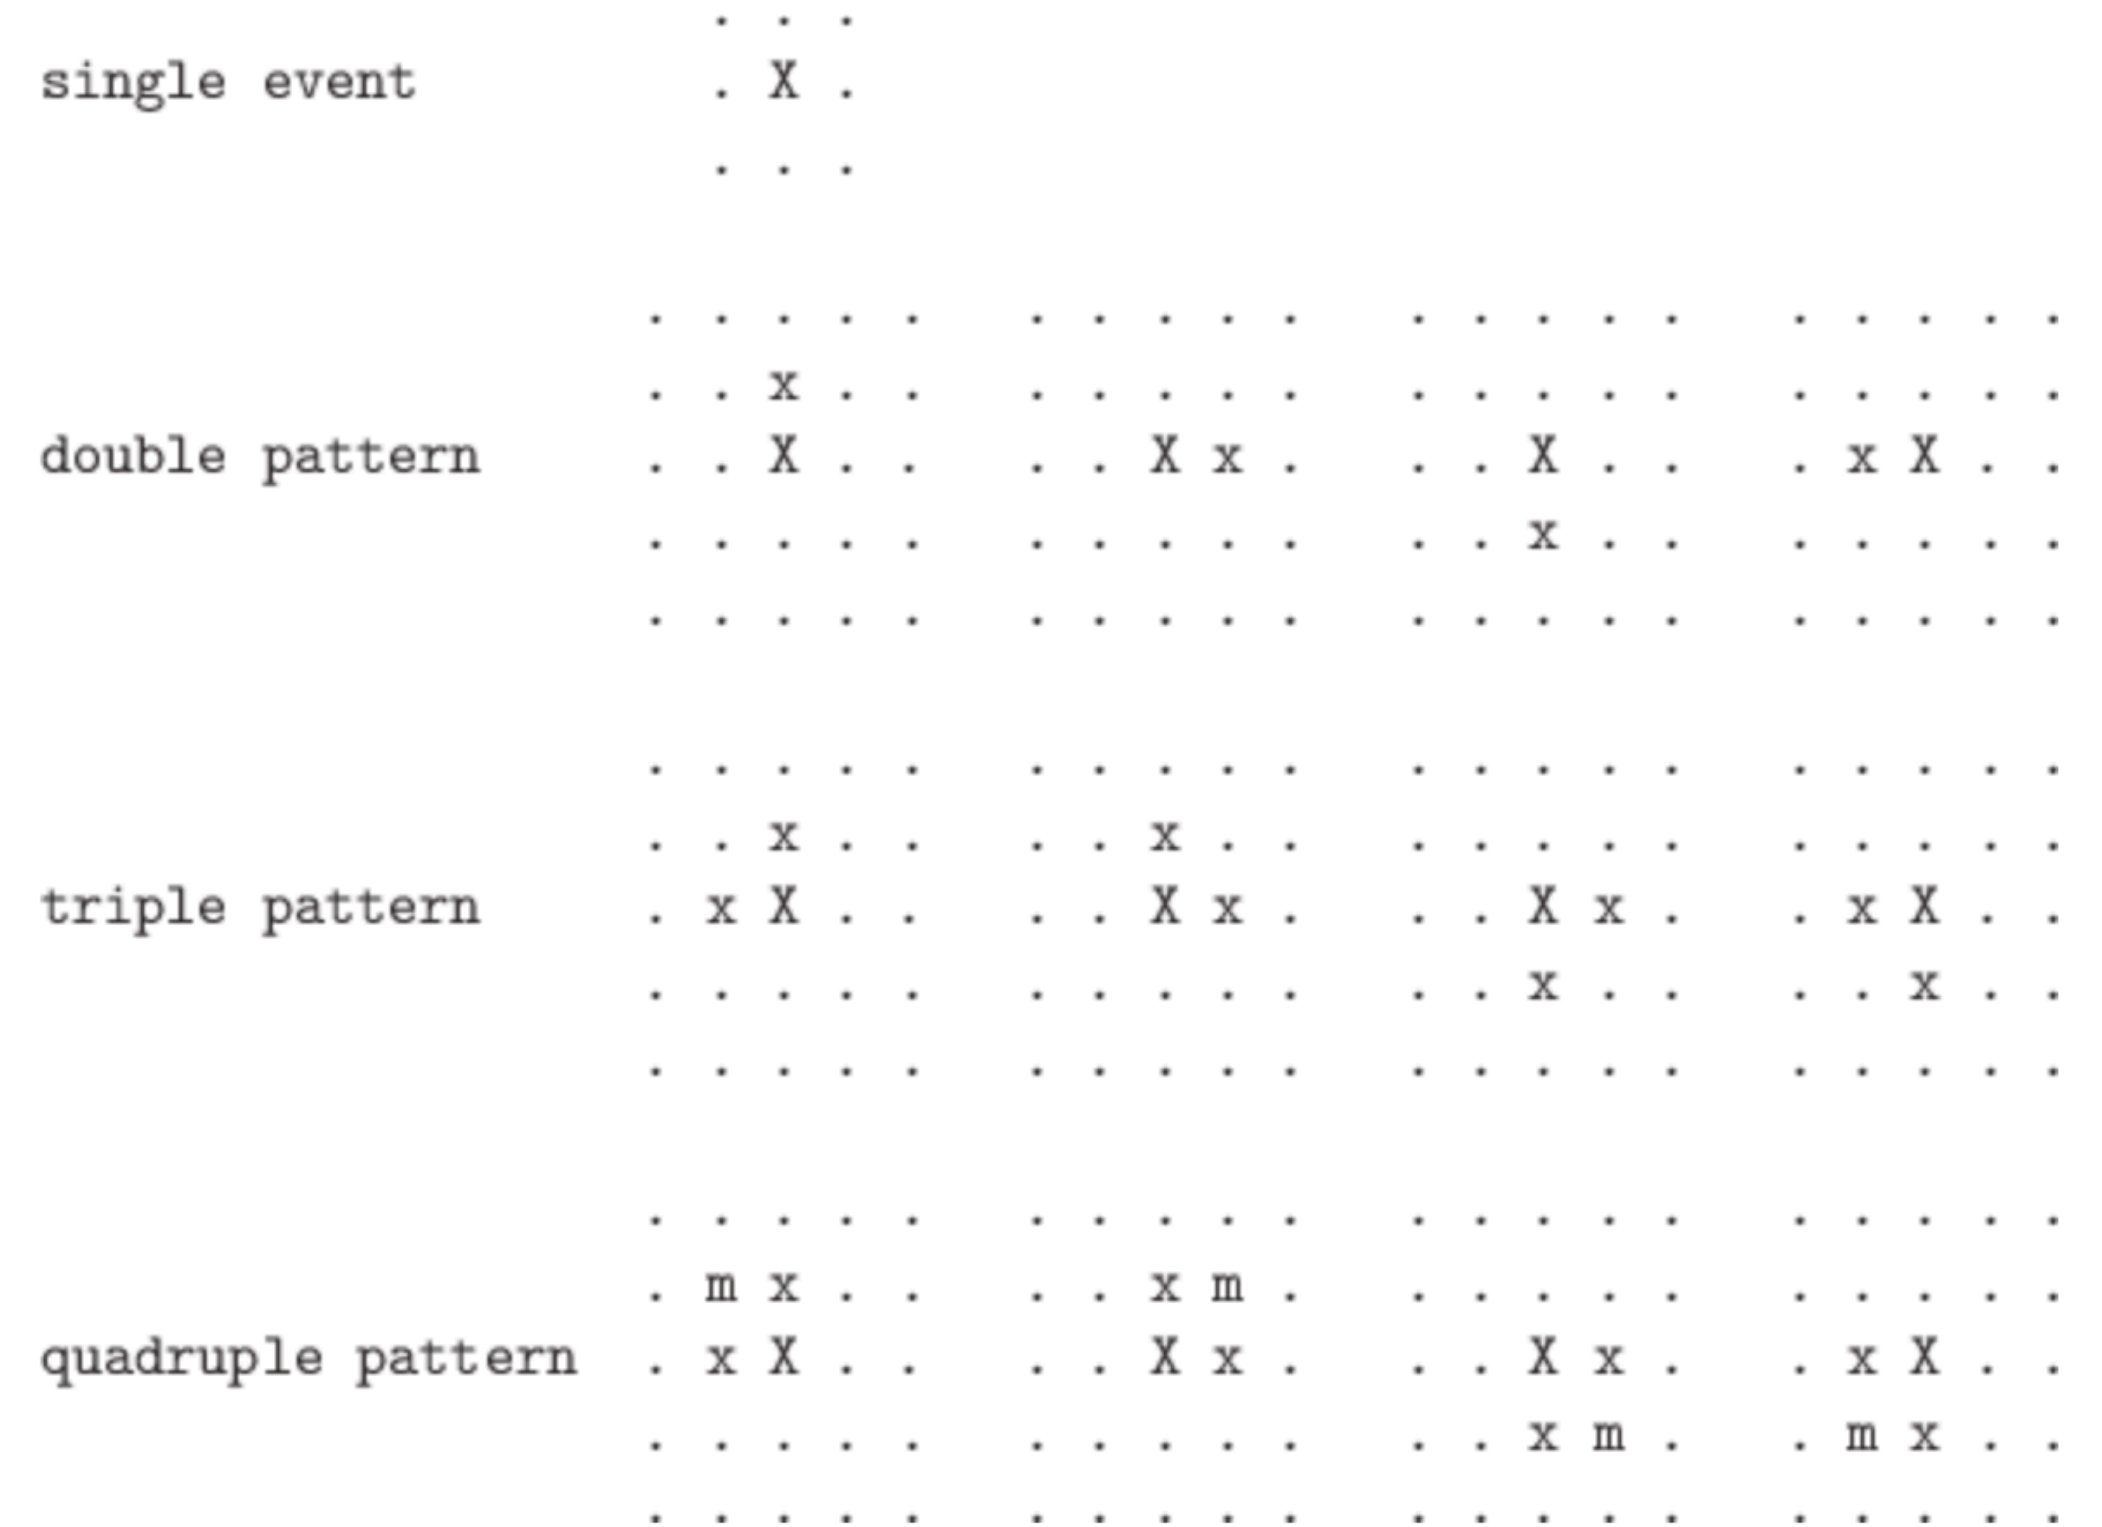 . . .
single event . X .
. . .
. . . . . . . . . . . . . . . . . . . .
. . x . . . . . . . . . . . . . . . . .
double pattern . . X . . . . X x . . . X . . . x X . .
. . . . . . . . . . . . x . . . . . . .
. . . . . . . . . . . . . . . . . . . .
. . . . . . . . . . . . . . . . . . . .
. . x . . . . x . . . . . . . . . . . .
triple pattern . x X . . . . X x . . . X x . . x X . .
. . . . . . . . . . . . x . . . . x . .
. . . . . . . . . . . . . . . . . . . .
. . . . . . . . . . . . . . . . . . . .
. m x . . . . x m . . . . . . . . . . .
quadruple pattern . x X . . . . X x . . . X x . . x X . .
. . . . . . . . . . . . x m . . m x . .
. . . . . . . . . . . . . . . . . . . .